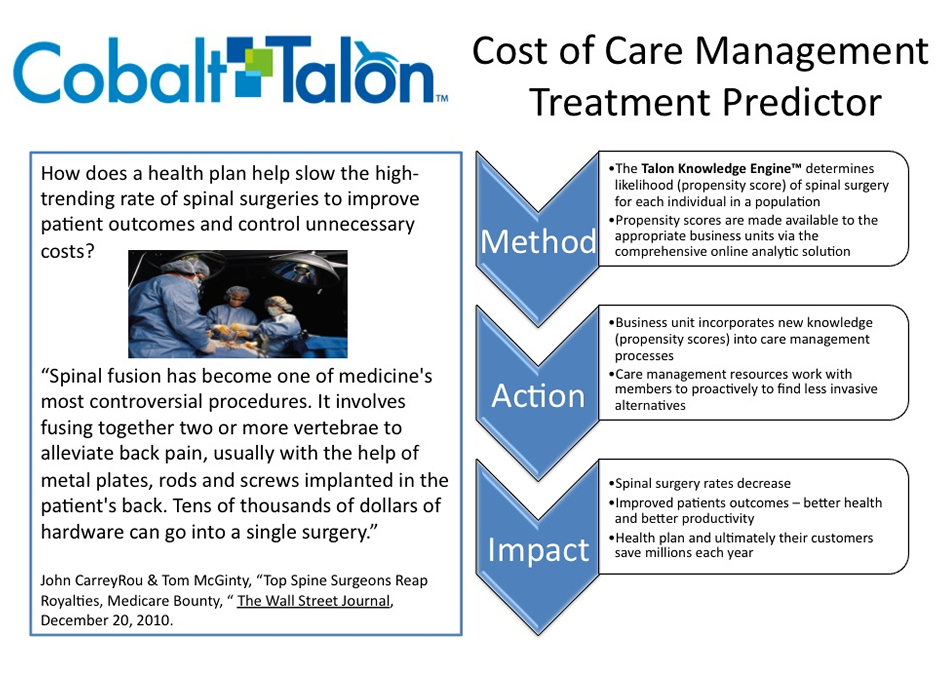 Cobalt Talon™
Cost of Care Management
Treatment Predictor
How does a health plan help slow the high-
trending rate of spinal surgeries to improve
patient outcomes and control unnecessary
costs?
“Spinal fusion has become one of medicine's
most controversial procedures. It involves
fusing together two or more vertebrae to
alleviate back pain, usually with the help of
metal plates, rods and screws implanted in the
patient's back. Tens of thousands of dollars of
hardware can go into a single surgery.”
John CarreyRou & Tom McGinty, “Top Spine Surgeons Reap
Royalties, Medicare Bounty, “ The Wall Street Journal,
December 20, 2010.
Method
•The Talon Knowledge Engine™ determines
likelihood (propensity score) of spinal surgery
for each individual in a population
•Propensity scores are made available to the
appropriate business units via the
comprehensive online analytic solution
Action
•Business unit incorporates new knowledge
(propensity scores) into care management
processes
•Care management resources work with
members to proactively to find less invasive
alternatives
Impact
•Spinal surgery rates decrease
•Improved patients outcomes – better health
and better productivity
•Health plan and ultimately their customers
save millions each year